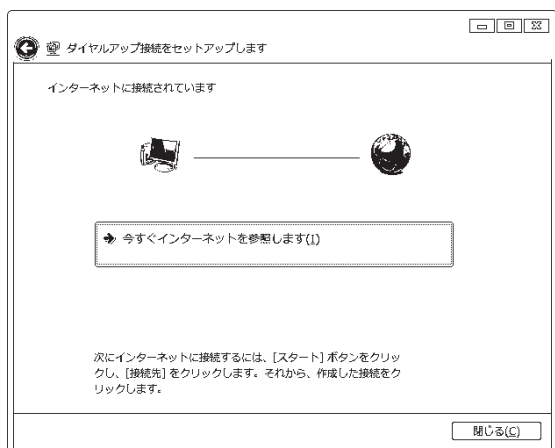 ダイヤルアップ接続をセットアップします
インターネットに接続されています
今すぐインターネットを参照します(I)
次にインターネットに接続するには、[スタート] ボタンをクリッ
クし、[接続先] をクリックします。それから、作成した接続をク
リックします。
閉じる(C)